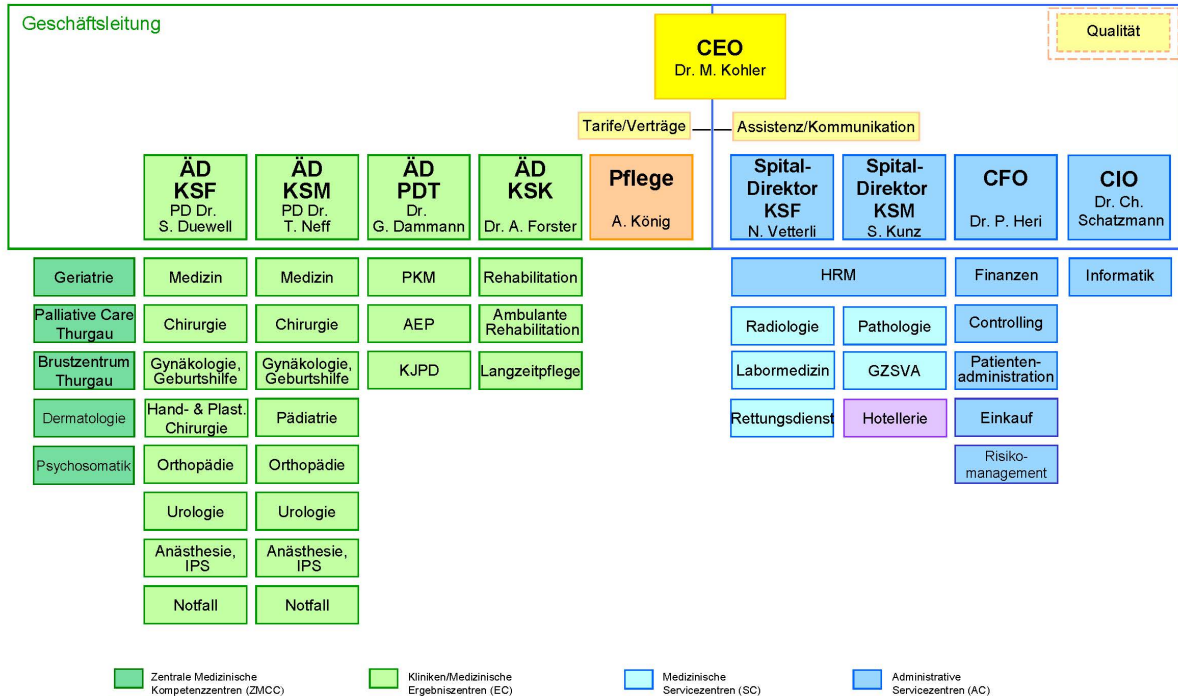 Geschäftsleitung
CEO
Dr. M. Kohler
Qualität
Tarife/Verträge
Assistenz/Kommunikation
ÄD
KSF
PD Dr.
S. Duewell
ÄD
KSM
PD Dr.
T. Neff
ÄD
PDT
Dr.
G. Dammann
ÄD
KSK
Dr. A. Forster
Pflege
A. König
Spital-
Direktor
KSF
N. Vetterli
Spital-
Direktor
KSM
S. Kunz
CFO
Dr. P. Heri
CIO
Dr. Ch.
Schatzmann
Geriatrie
Medizin
Medizin
PKM
Rehabilitation
HRM
Finanzen
Informatik
Palliative Care
Thurgau
Chirurgie
Chirurgie
AEP
Ambulante
Rehabilitation
Radiologie
Pathologie
Controlling
Brustzentrum
Thurgau
Gynäkologie,
Geburtshilfe
Gynäkologie,
Geburtshilfe
KJPD
Langzeitpflege
Labormedizin
GZSVA
Patienten-
administration
Dermatologie
Hand- & Plast.
Chirurgie
Pädiatrie
Rettungsdienst
Hotellerie
Einkauf
Psychosomatik
Orthopädie
Orthopädie
Risiko-
management
Urologie
Urologie
Anästhesie,
IPS
Anästhesie,
IPS
Notfall
Notfall
Zentrale Medizinische
Kompetenzzentren (ZMCC)
Kliniken/Medizinische
Ergebniszentren (EC)
Medizinische
Servicezentren (SC)
Administrative
Servicezentren (AC)